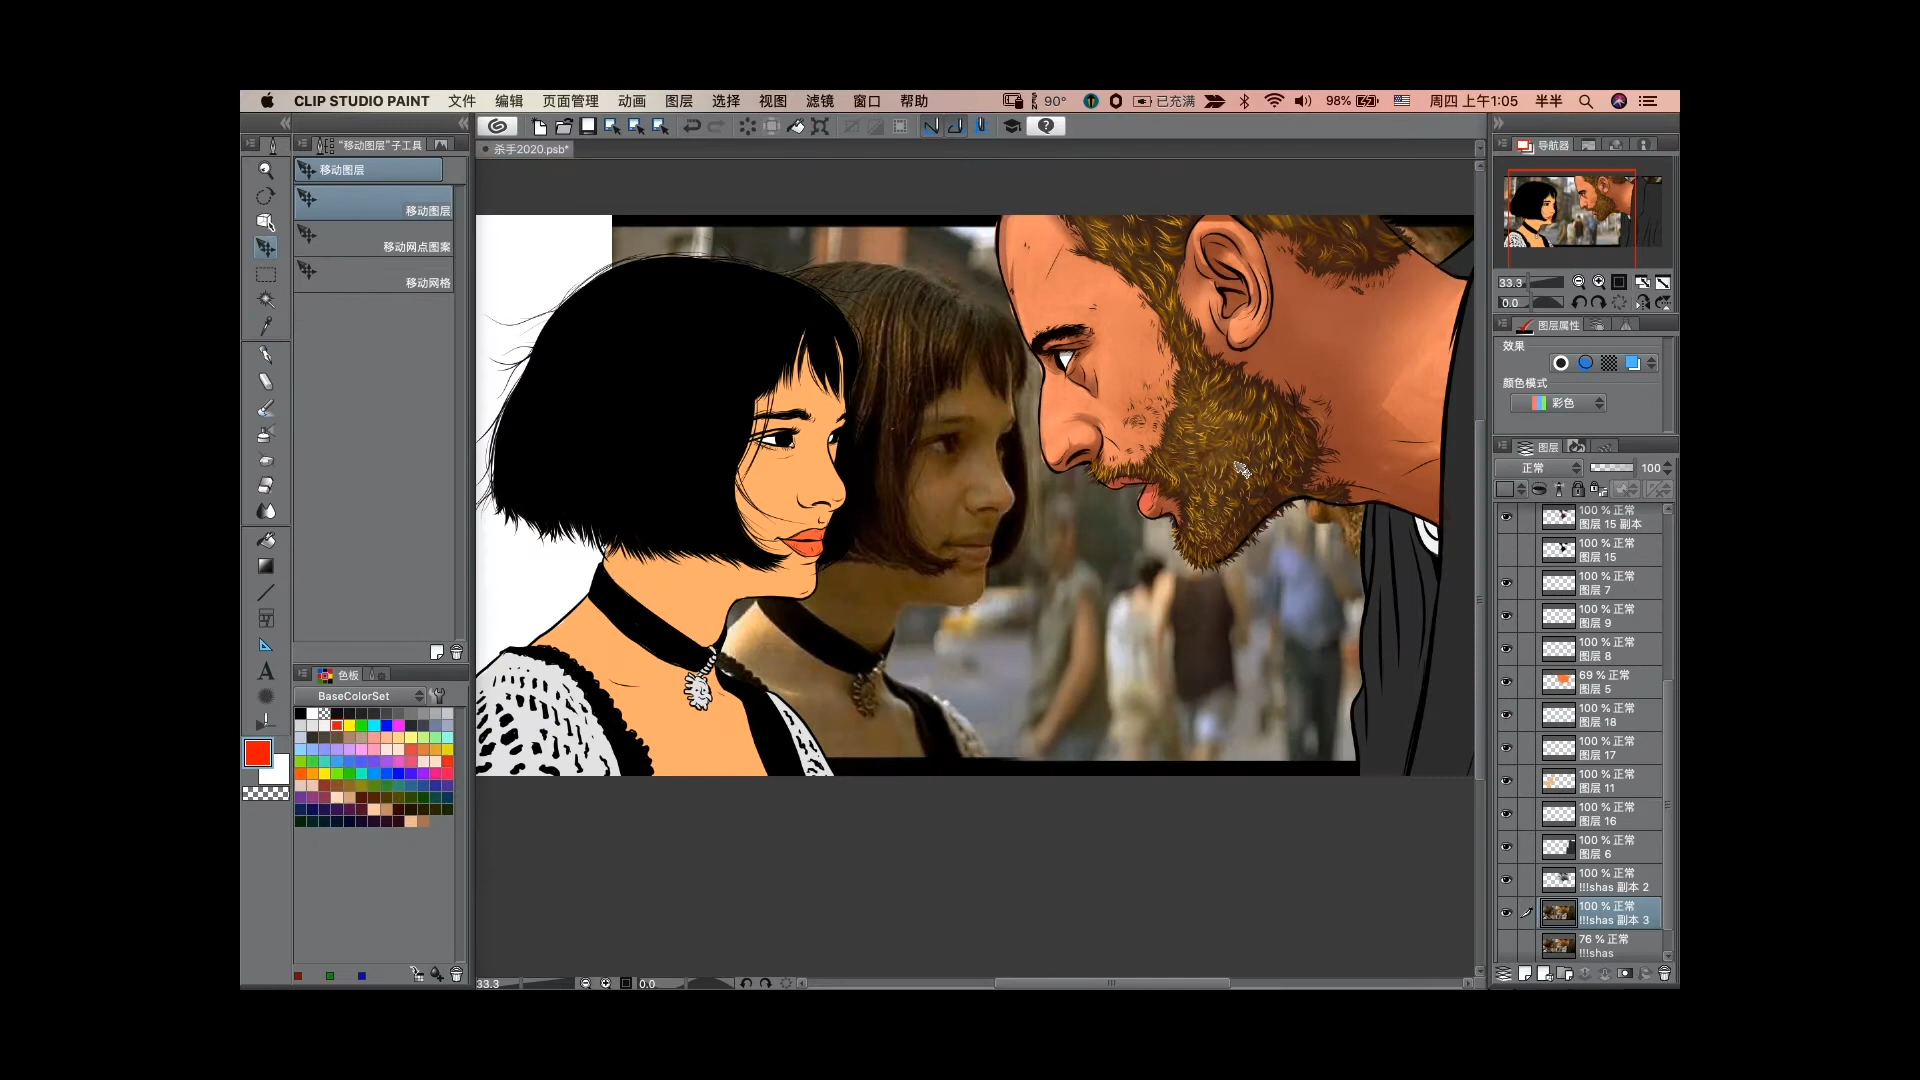 CLIP STUDIO PAINT 文件 编辑 页面管理 动画 图层 选择 视图 滤镜 窗口 帮助 90° 已充满 98% 周四 上午1:05 半半
杀手2020.psb*
"移动图层"子工具
移动图层
移动图层
移动网点图案
移动网格
色板
BaseColorSet
33.3
0.0
导航器
33.3
0.0
图层属性
效果
颜色模式
彩色
图层
正常 100
100 % 正常
图层 15 副本
100 % 正常
图层 15
100 % 正常
图层 7
100 % 正常
图层 9
100 % 正常
图层 8
69 % 正常
图层 5
100 % 正常
图层 18
100 % 正常
图层 17
100 % 正常
图层 11
100 % 正常
图层 16
100 % 正常
图层 6
100 % 正常
!!!shas 副本 2
100 % 正常
!!!shas 副本 3
76 % 正常
!!!shas